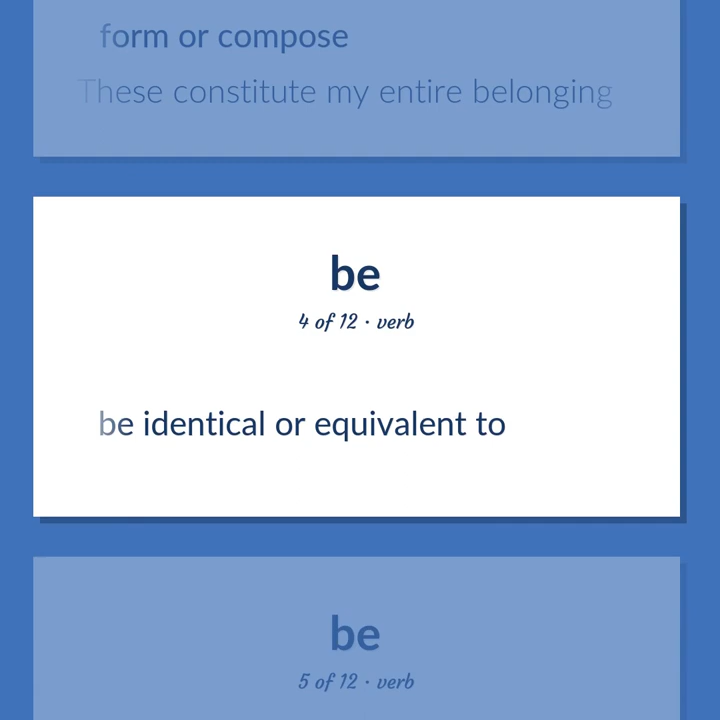 form or compose
These constitute my entire belonging
be
4 of 12 · verb
be identical or equivalent to
be
5 of 12 · verb